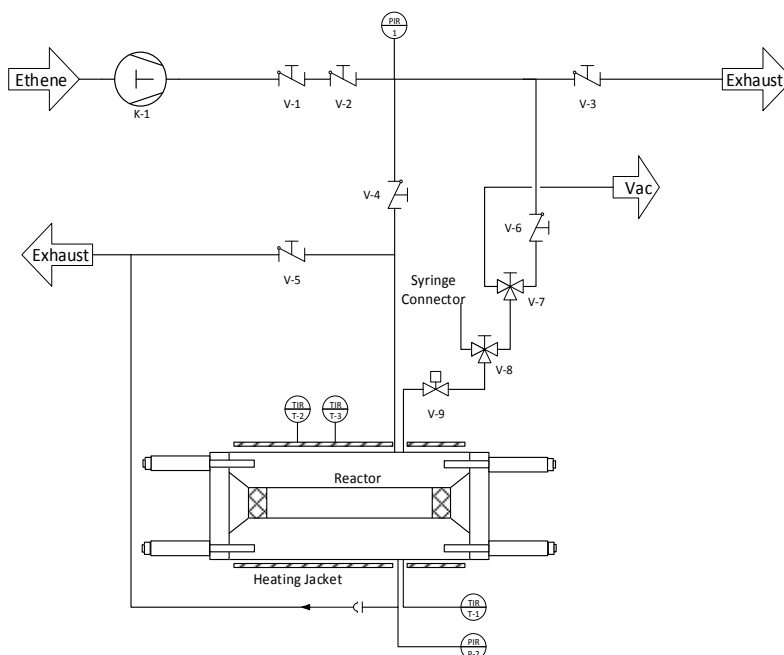 PIR
1
Ethene
K-1
V-1
V-2
V-3
Exhaust
V-4
Vac
V-6
Exhaust
V-5
Syringe
Connector
V-7
V-8
V-9
TIR
T-2
TIR
T-3
Reactor
Heating Jacket
TIR
T-1
PIR
P-2